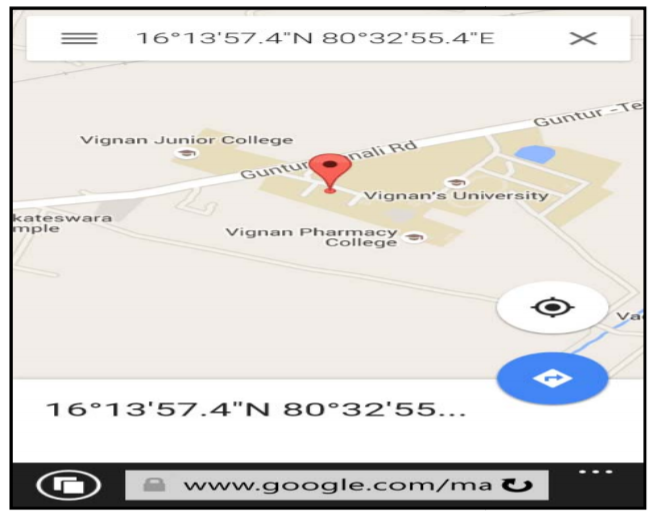 16°13'57.4"N 80°32'55.4"E
Guntur -Te
Vignan Junior College
Guntur
nali Rd
Vignan's University
kateswara
mple
Vignan Pharmacy
College
Va
16°13'57.4"N 80°32'55...
www.google.com/ma